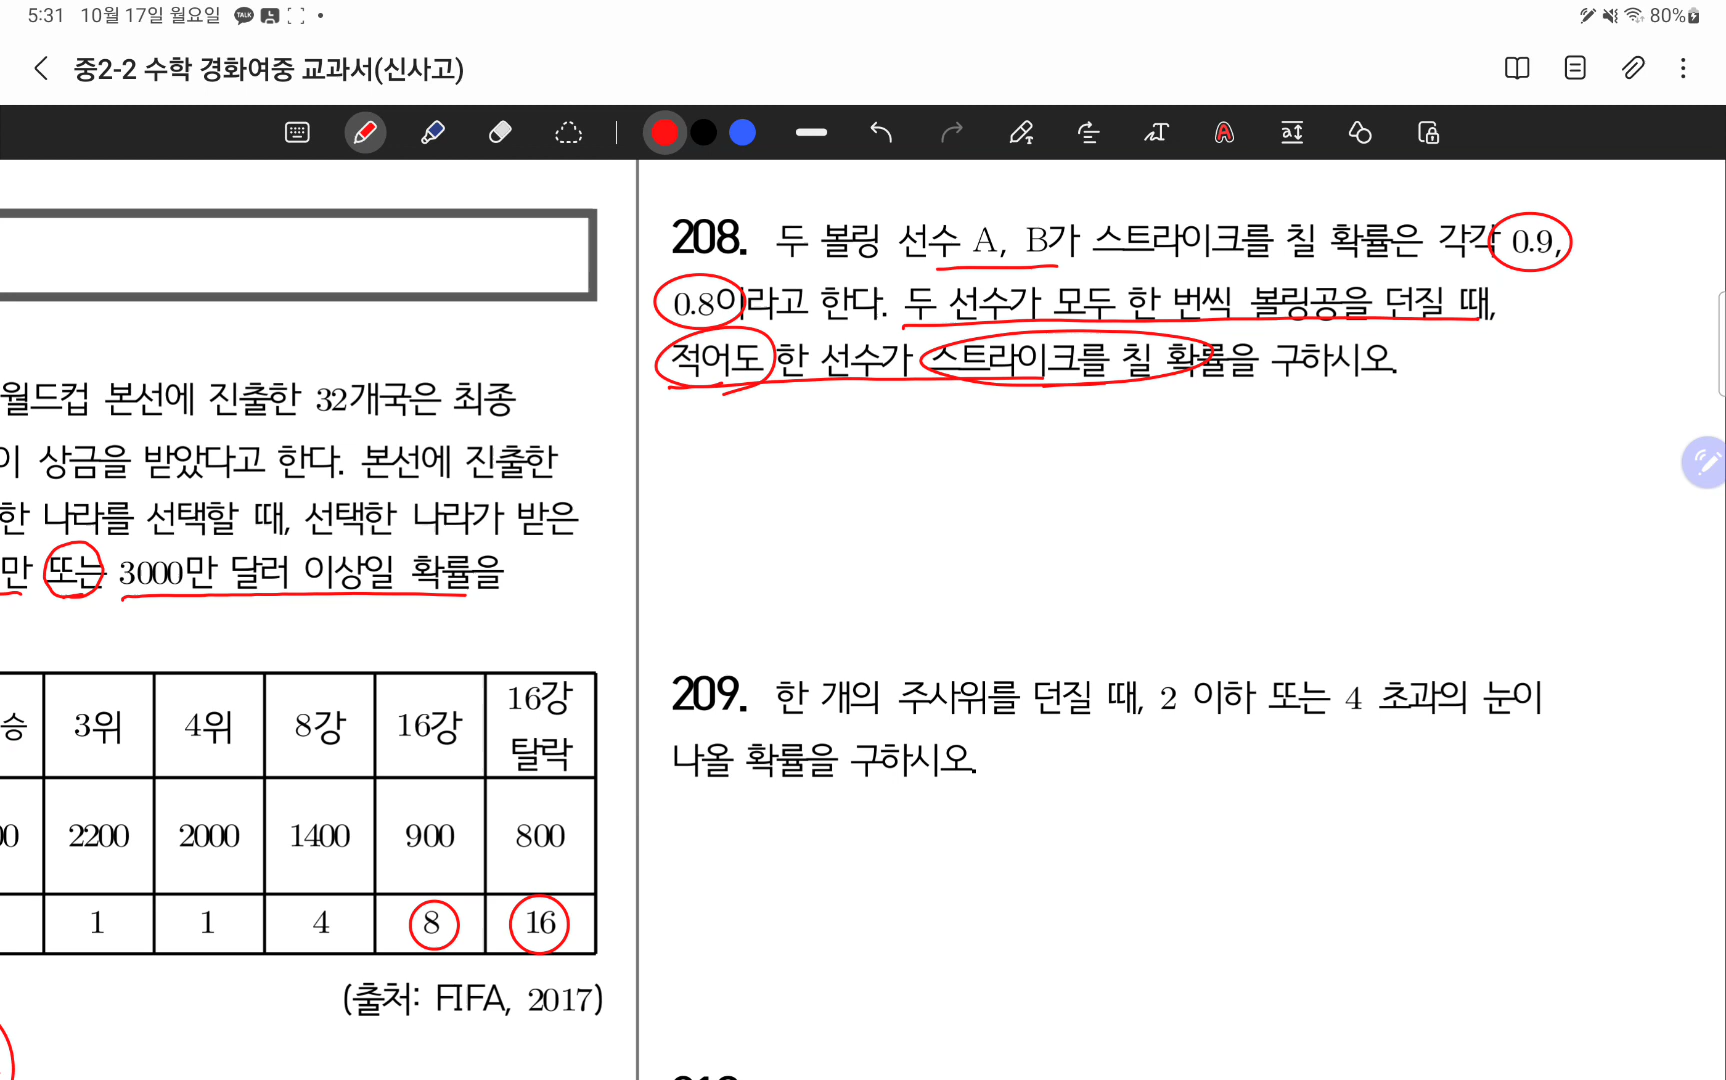 5:31 10월 17일 월요일 TALK
80%
중2-2 수학 경화여중 교과서(신사고)
월드컵 본선에 진출한 32개국은 최종
이 상금을 받았다고 한다. 본선에 진출한
한 나라를 선택할 때, 선택한 나라가 받은
만 또는 3000만 달러 이상일 확률을
승 3위 4위 8강 16강 16강 탈락
00 2200 2000 1400 900 800
1 1 4 8 16
(출처: FIFA, 2017)
208. 두 볼링 선수 A, B가 스트라이크를 칠 확률은 각각 0.9,
0.8이라고 한다. 두 선수가 모두 한 번씩 볼링공을 던질 때,
적어도 한 선수가 스트라이크를 칠 확률을 구하시오.
209. 한 개의 주사위를 던질 때, 2 이하 또는 4 초과의 눈이
나올 확률을 구하시오.